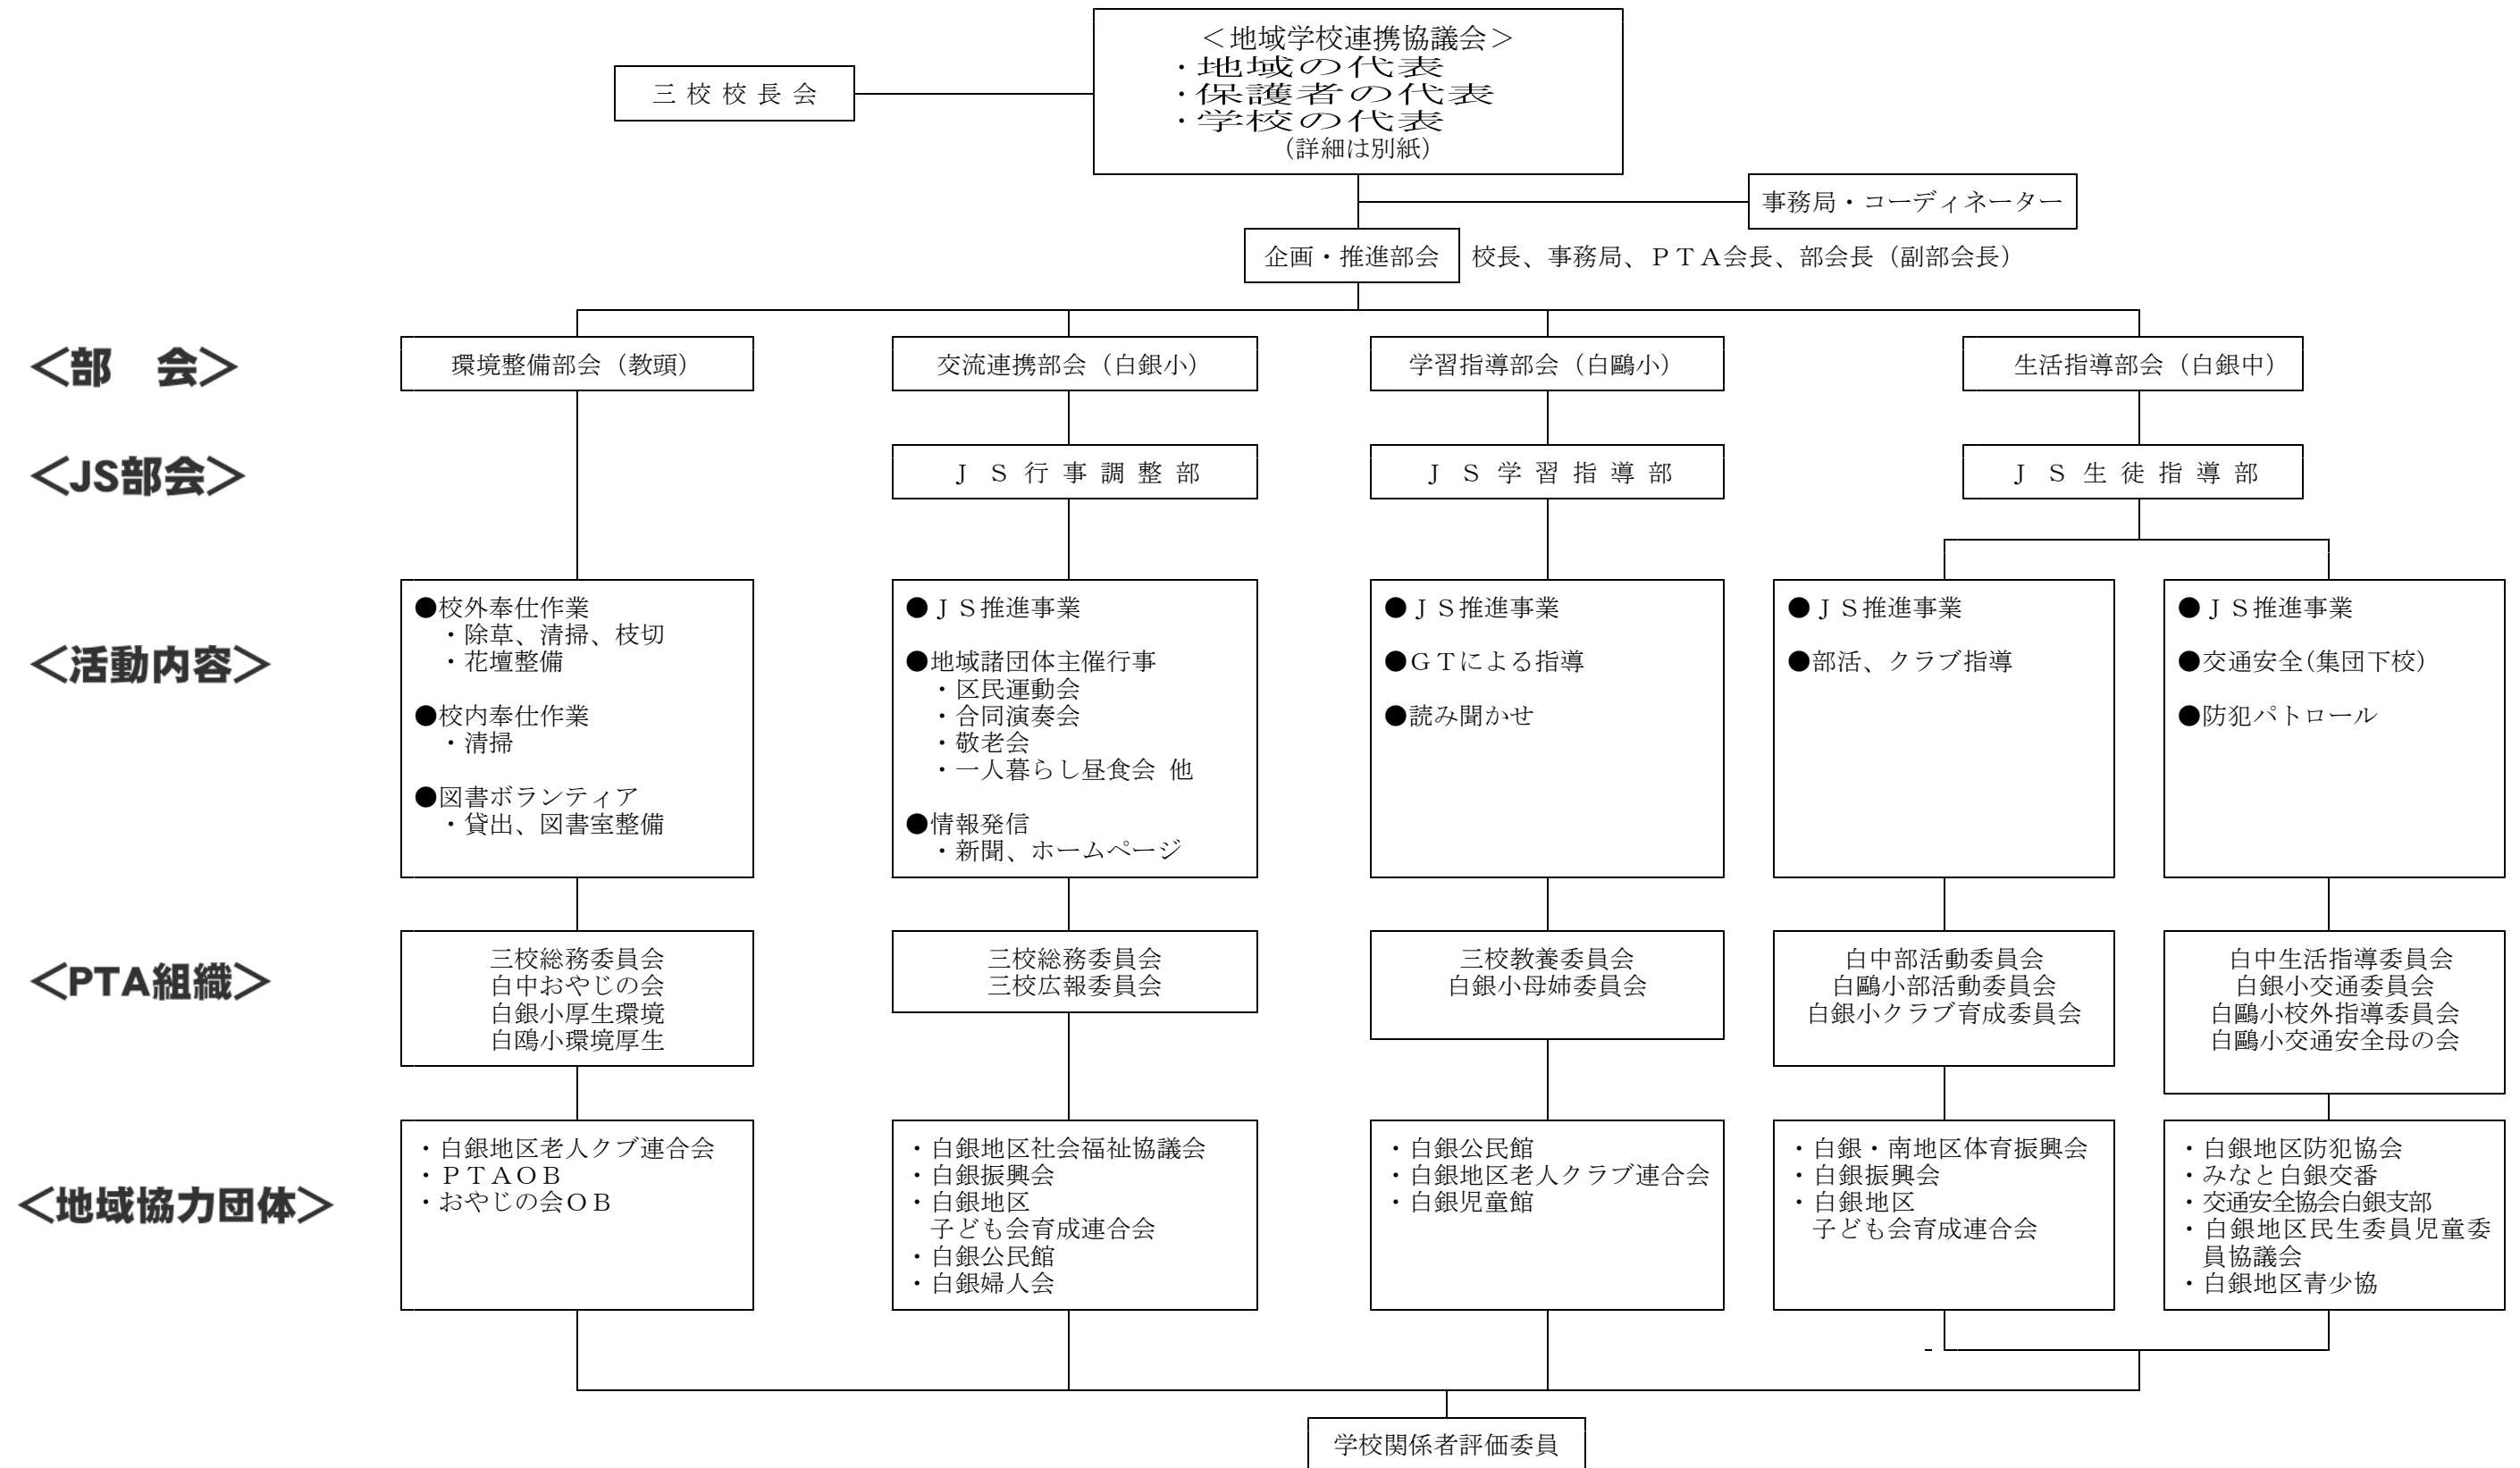 ＜地域学校連携協議会＞
・地域の代表
・保護者の代表
・学校の代表
（詳細は別紙）
三校校長会
事務局・コーディネーター
企画・推進部会
校長、事務局、ＰＴＡ会長、部会長（副部会長）
＜部　会＞
環境整備部会（教頭）
交流連携部会（白銀小）
学習指導部会（白鷗小）
生活指導部会（白銀中）
＜JS部会＞
ＪＳ行事調整部
ＪＳ学習指導部
ＪＳ生徒指導部
＜活動内容＞
●校外奉仕作業
・除草、清掃、枝切
・花壇整備
●校内奉仕作業
・清掃
●図書ボランティア
・貸出、図書室整備
●ＪＳ推進事業
●地域諸団体主催行事
・区民運動会
・合同演奏会
・敬老会
・一人暮らし昼食会 他
●情報発信
・新聞、ホームページ
●ＪＳ推進事業
●ＧＴによる指導
●読み聞かせ
●ＪＳ推進事業
●部活、クラブ指導
●ＪＳ推進事業
●交通安全(集団下校)
●防犯パトロール
＜PTA組織＞
三校総務委員会
白中おやじの会
白銀小厚生環境
白鴎小環境厚生
三校総務委員会
三校広報委員会
三校教養委員会
白銀小母姉委員会
白中部活動委員会
白鷗小部活動委員会
白銀小クラブ育成委員会
白中生活指導委員会
白銀小交通委員会
白鷗小校外指導委員会
白鷗小交通安全母の会
＜地域協力団体＞
・白銀地区老人クブ連合会
・ＰＴＡＯＢ
・おやじの会ＯＢ
・白銀地区社会福祉協議会
・白銀振興会
・白銀地区
子ども会育成連合会
・白銀公民館
・白銀婦人会
・白銀公民館
・白銀地区老人クラブ連合会
・白銀児童館
・白銀・南地区体育振興会
・白銀振興会
・白銀地区
子ども会育成連合会
・白銀地区防犯協会
・みなと白銀交番
・交通安全協会白銀支部
・白銀地区民生委員児童委
員協議会
・白銀地区青少協
学校関係者評価委員